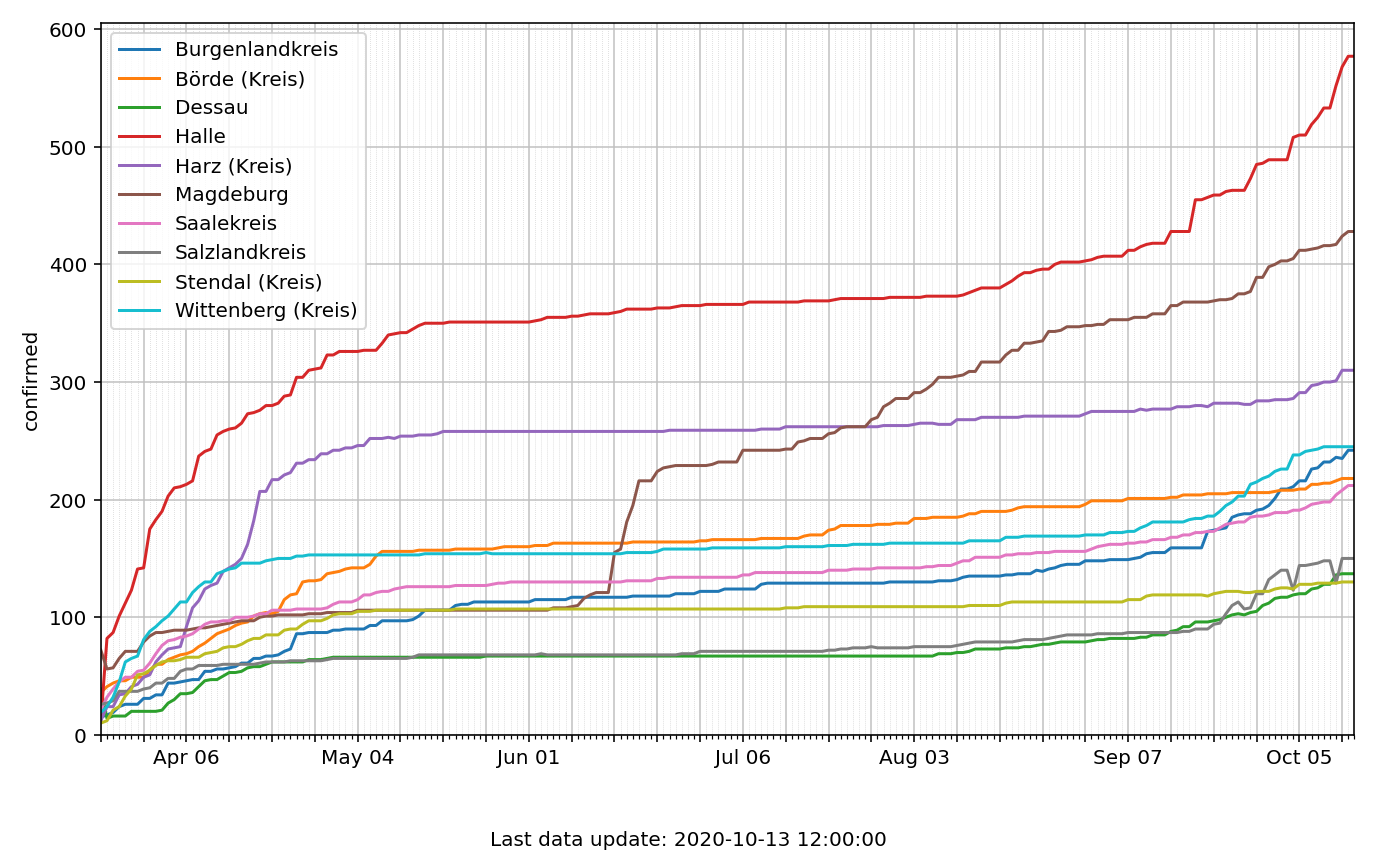 600
500
400
300
200
100
0
confirmed
Burgenlandkreis
Börde (Kreis)
Dessau
Halle
Harz (Kreis)
Magdeburg
Saalekreis
Salzlandkreis
Stendal (Kreis)
Wittenberg (Kreis)
Apr 06 May 04 Jun 01 Jul 06 Aug 03 Sep 07 Oct 05
Last data update: 2020-10-13 12:00:00